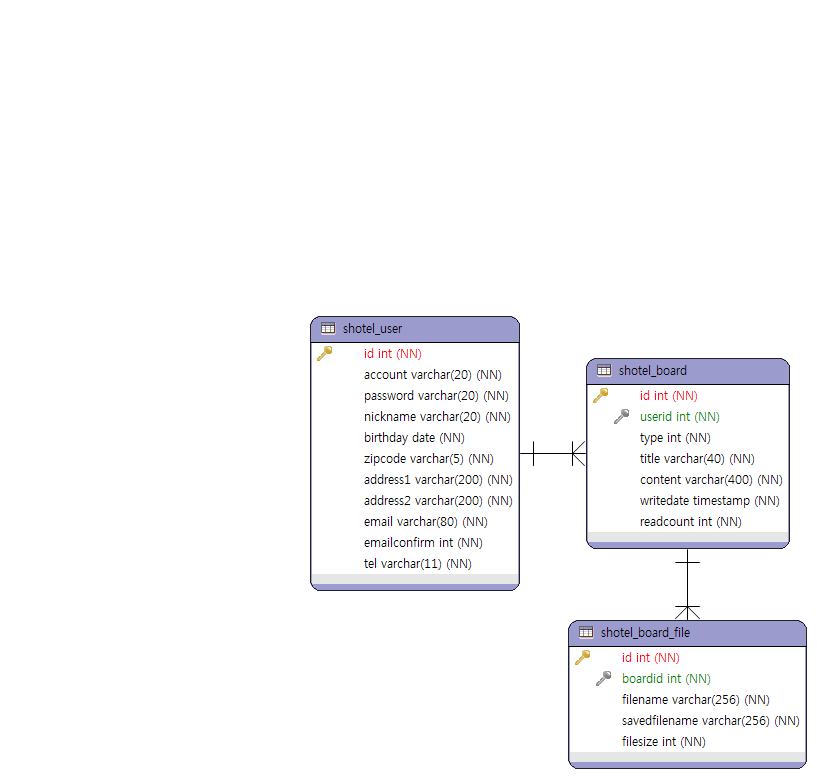 shotel_user
id int (NN)
account varchar(20) (NN)
password varchar(20) (NN)
nickname varchar(20) (NN)
birthday date (NN)
zipcode varchar(5) (NN)
address1 varchar(200) (NN)
address2 varchar(200) (NN)
email varchar(80) (NN)
emailconfirm int (NN)
tel varchar(11) (NN)
shotel_board
id int (NN)
userid int (NN)
type int (NN)
title varchar(40) (NN)
content varchar(400) (NN)
writedate timestamp (NN)
readcount int (NN)
shotel_board_file
id int (NN)
boardid int (NN)
filename varchar(256) (NN)
savedfilename varchar(256) (NN)
filesize int (NN)